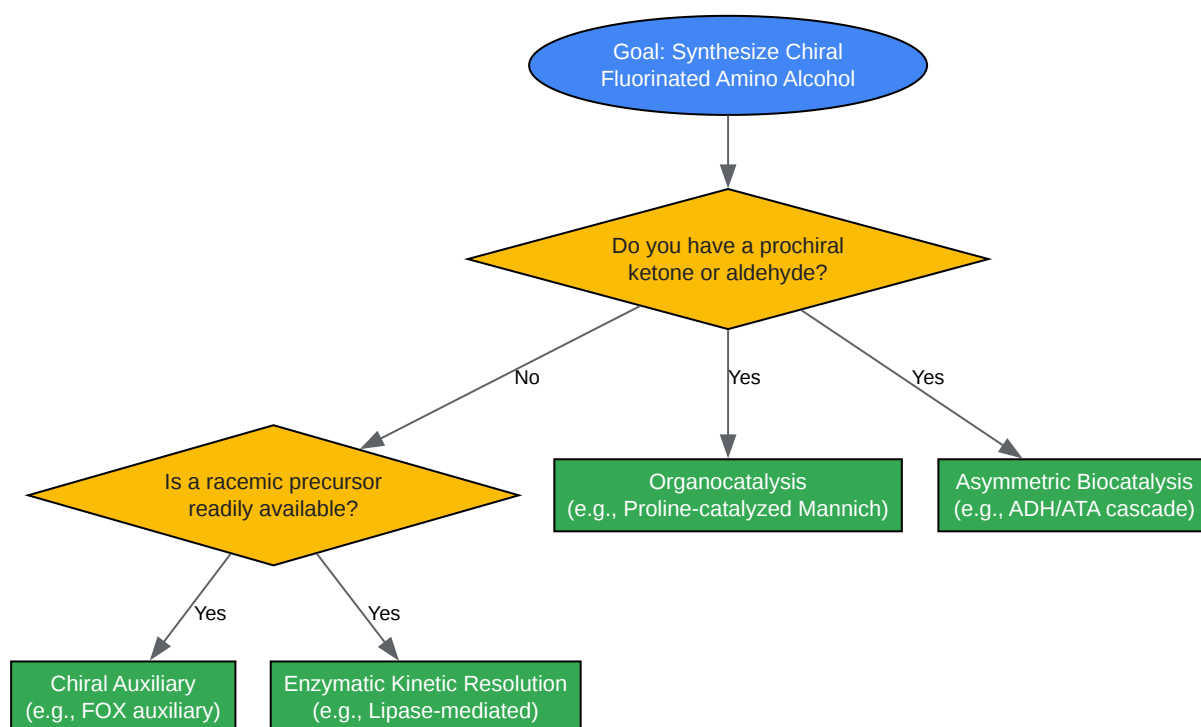 Goal: Synthesize Chiral
Fluorinated Amino Alcohol
Do you have a prochiral
ketone or aldehyde?
No
Yes
Yes
Is a racemic precursor
readily available?
Organocatalysis
(e.g., Proline-catalyzed Mannich)
Asymmetric Biocatalysis
(e.g., ADH/ATA cascade)
Yes
Yes
Chiral Auxiliary
(e.g., FOX auxiliary)
Enzymatic Kinetic Resolution
(e.g., Lipase-mediated)